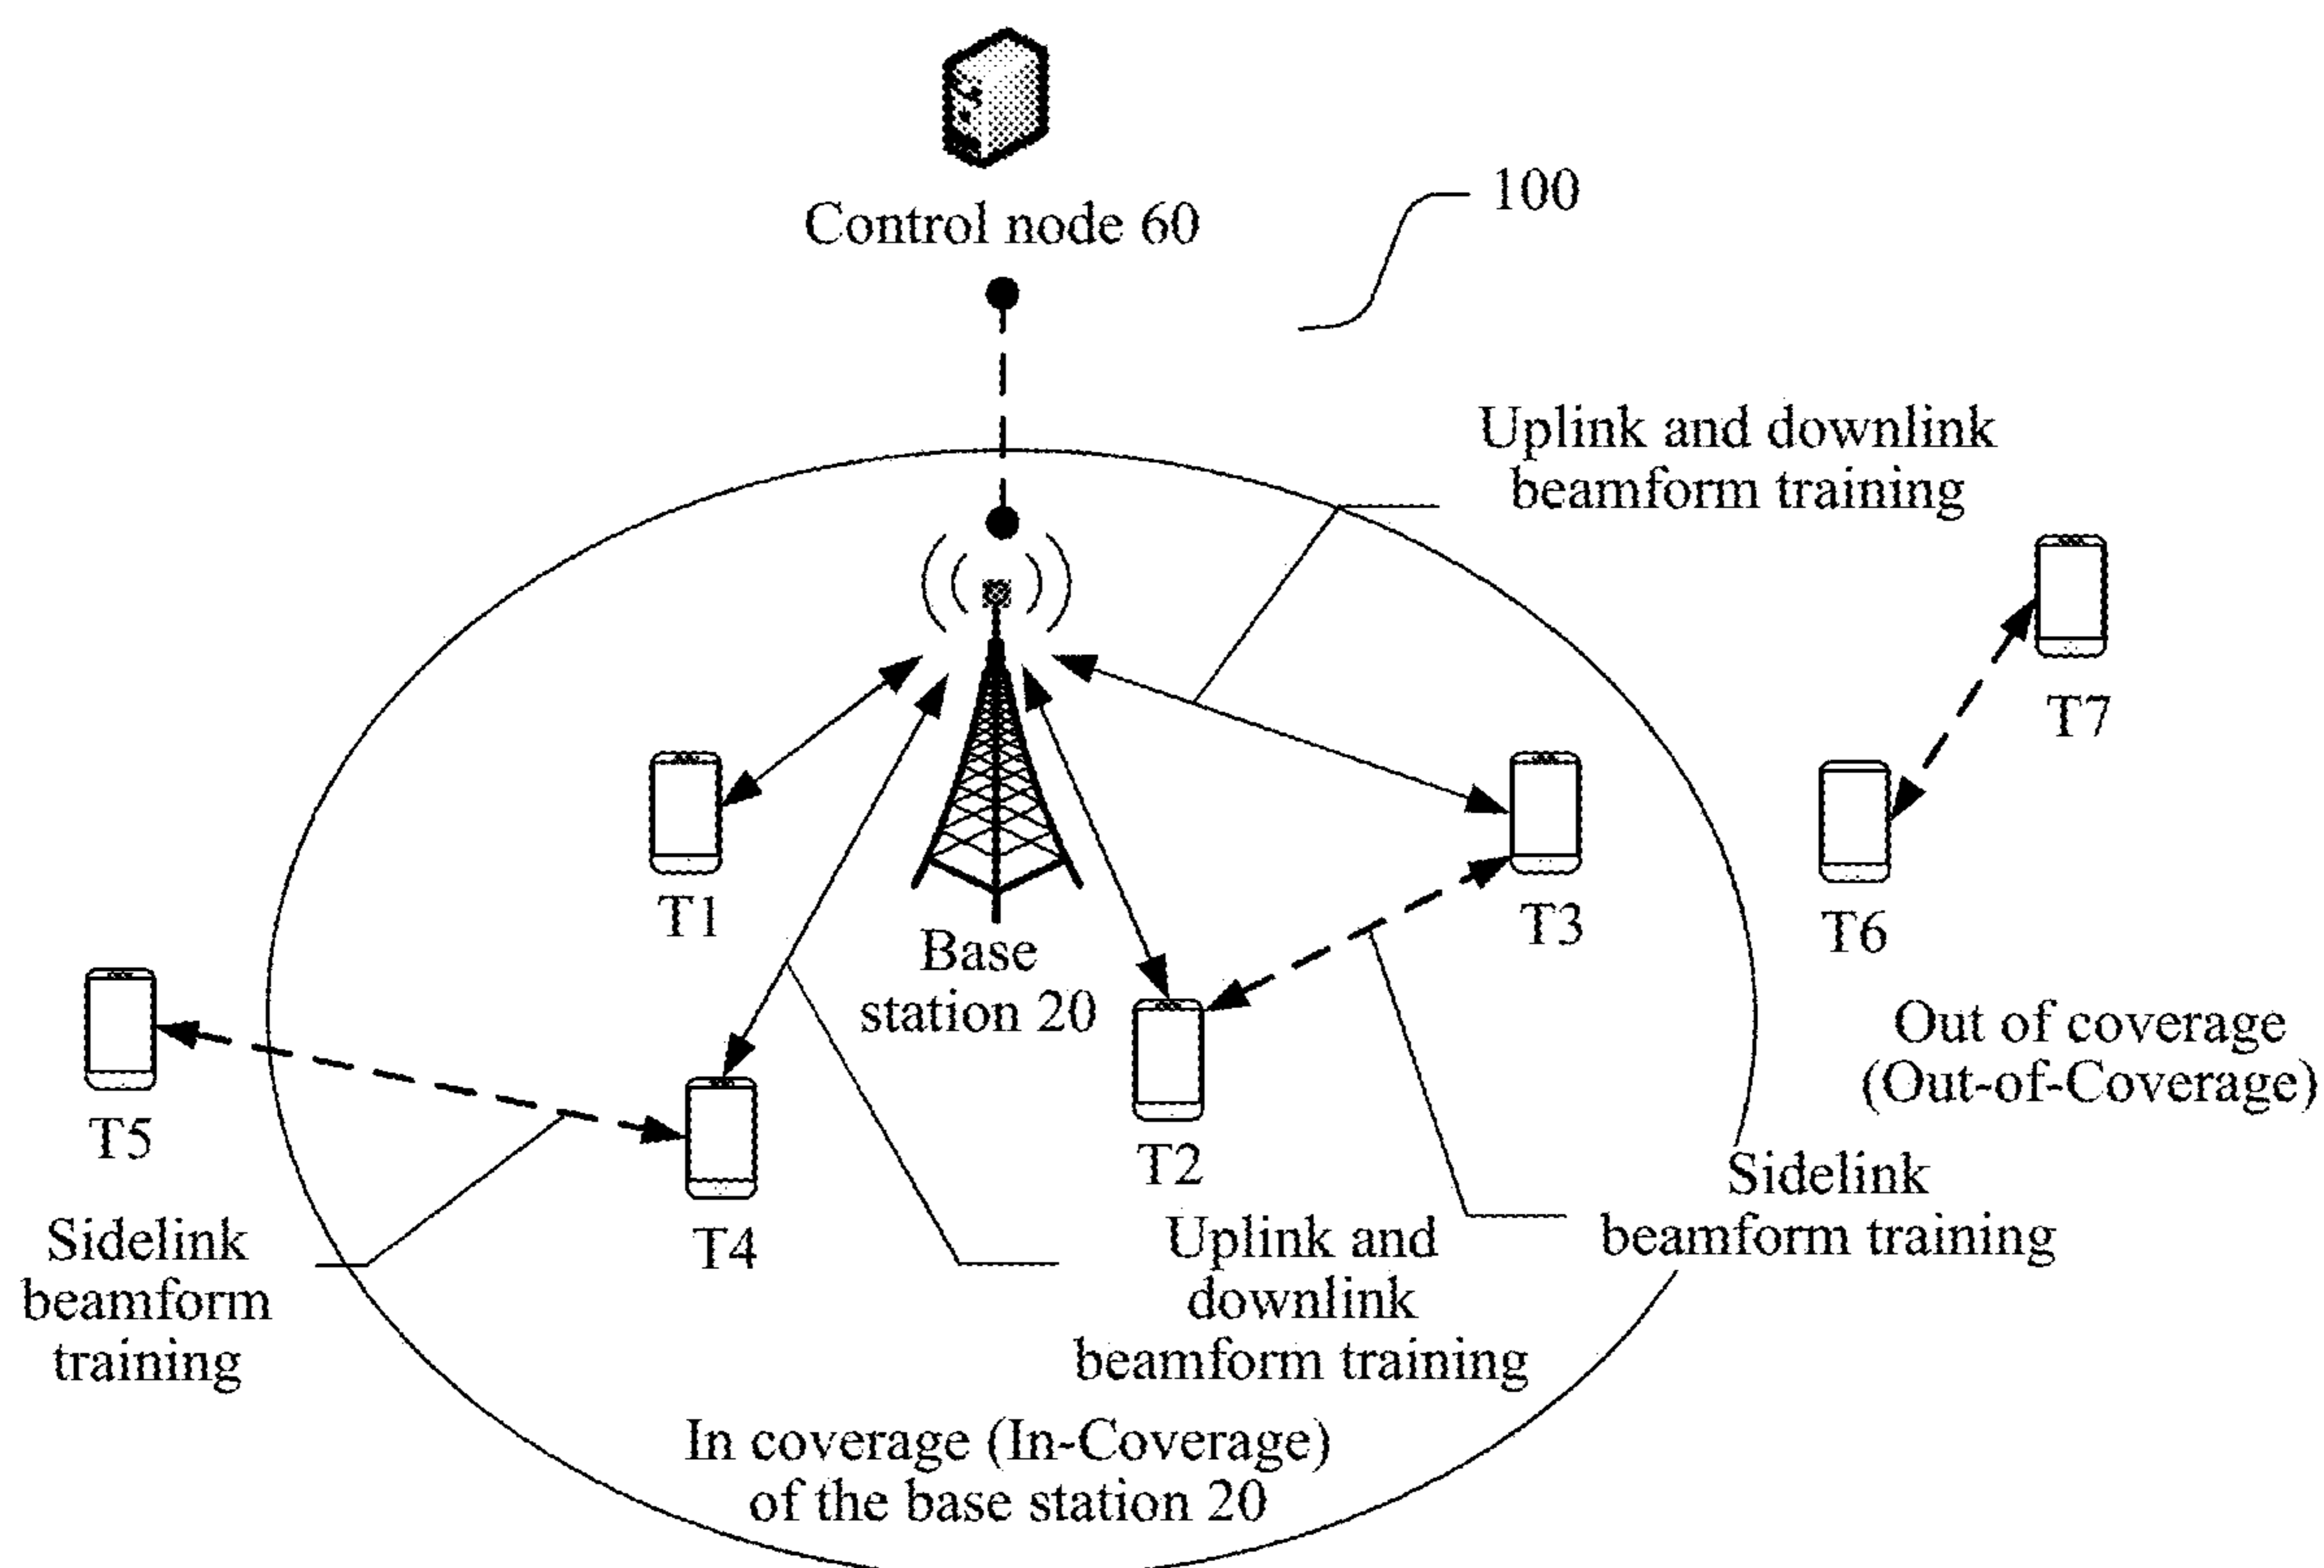 Control node 60
100
Uplink and downlink
beamform training
T7
T1
T3
T6
Base
station 20
Out of coverage
(Out-of-Coverage)
T5
T2
T4
Sidelink
beamform training
Sidelink
beamform
training
Uplink and
downlink
beamform training
In coverage (In-Coverage)
of the base station 20